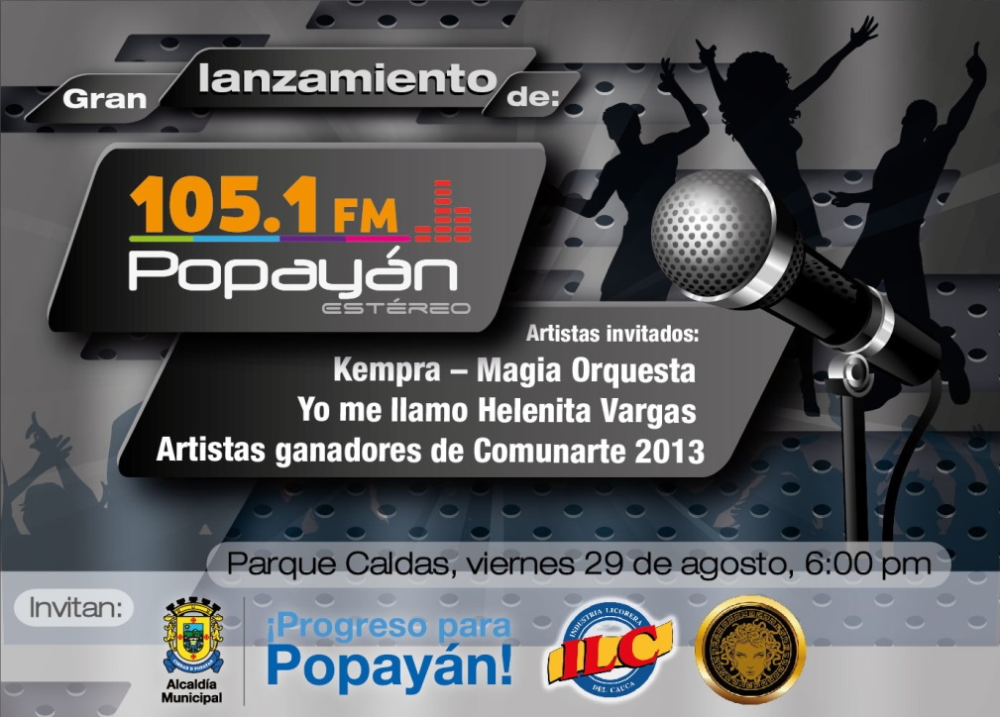 Gran lanzamiento de:
105.1 FM
Popayán
ESTÉREO
Artistas invitados:
Kempra – Magia Orquesta
Yo me llamo Helenita Vargas
Artistas ganadores de Comunarte 2013
Parque Caldas, viernes 29 de agosto, 6:00 pm
Invitan:
Alcaldía
Municipal
¡Progreso para
Popayán!
INDUSTRIA LICORERA
ILC
DEL CAUCA